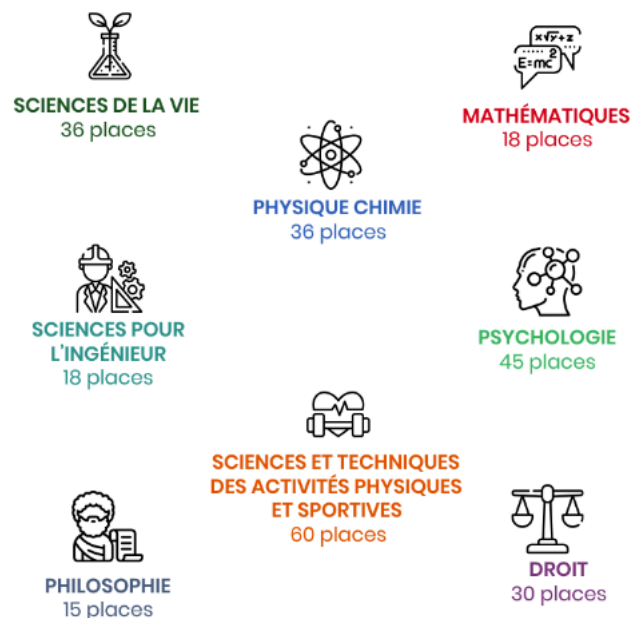 SCIENCES DE LA VIE
36 places
x√y+z
E=mc²
MATHÉMATIQUES
18 places
PHYSIQUE CHIMIE
36 places
SCIENCES POUR
L'INGÉNIEUR
18 places
PSYCHOLOGIE
45 places
SCIENCES ET TECHNIQUES
DES ACTIVITÉS PHYSIQUES
ET SPORTIVES
60 places
PHILOSOPHIE
15 places
DROIT
30 places